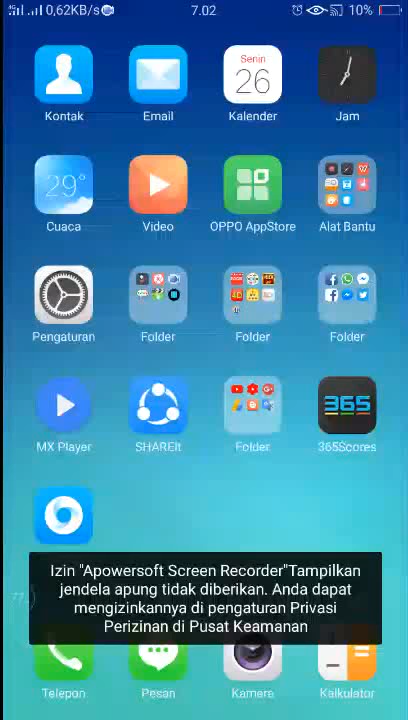 4G 0,62KB/s 7.02 10%
Senin
26
Kontak Email Kalender Jam
29°
Cuaca Video OPPO AppStore Alat Bantu
Pengaturan Folder Folder Folder
365
MX Player SHAREit Folder 365Scores
Izin "Apowersoft Screen Recorder"Tampilkan
jendela apung tidak diberikan. Anda dapat
mengizinkannya di pengaturan Privasi
Perizinan di Pusat Keamanan
Telepon Pesan Kamera Kalkulator